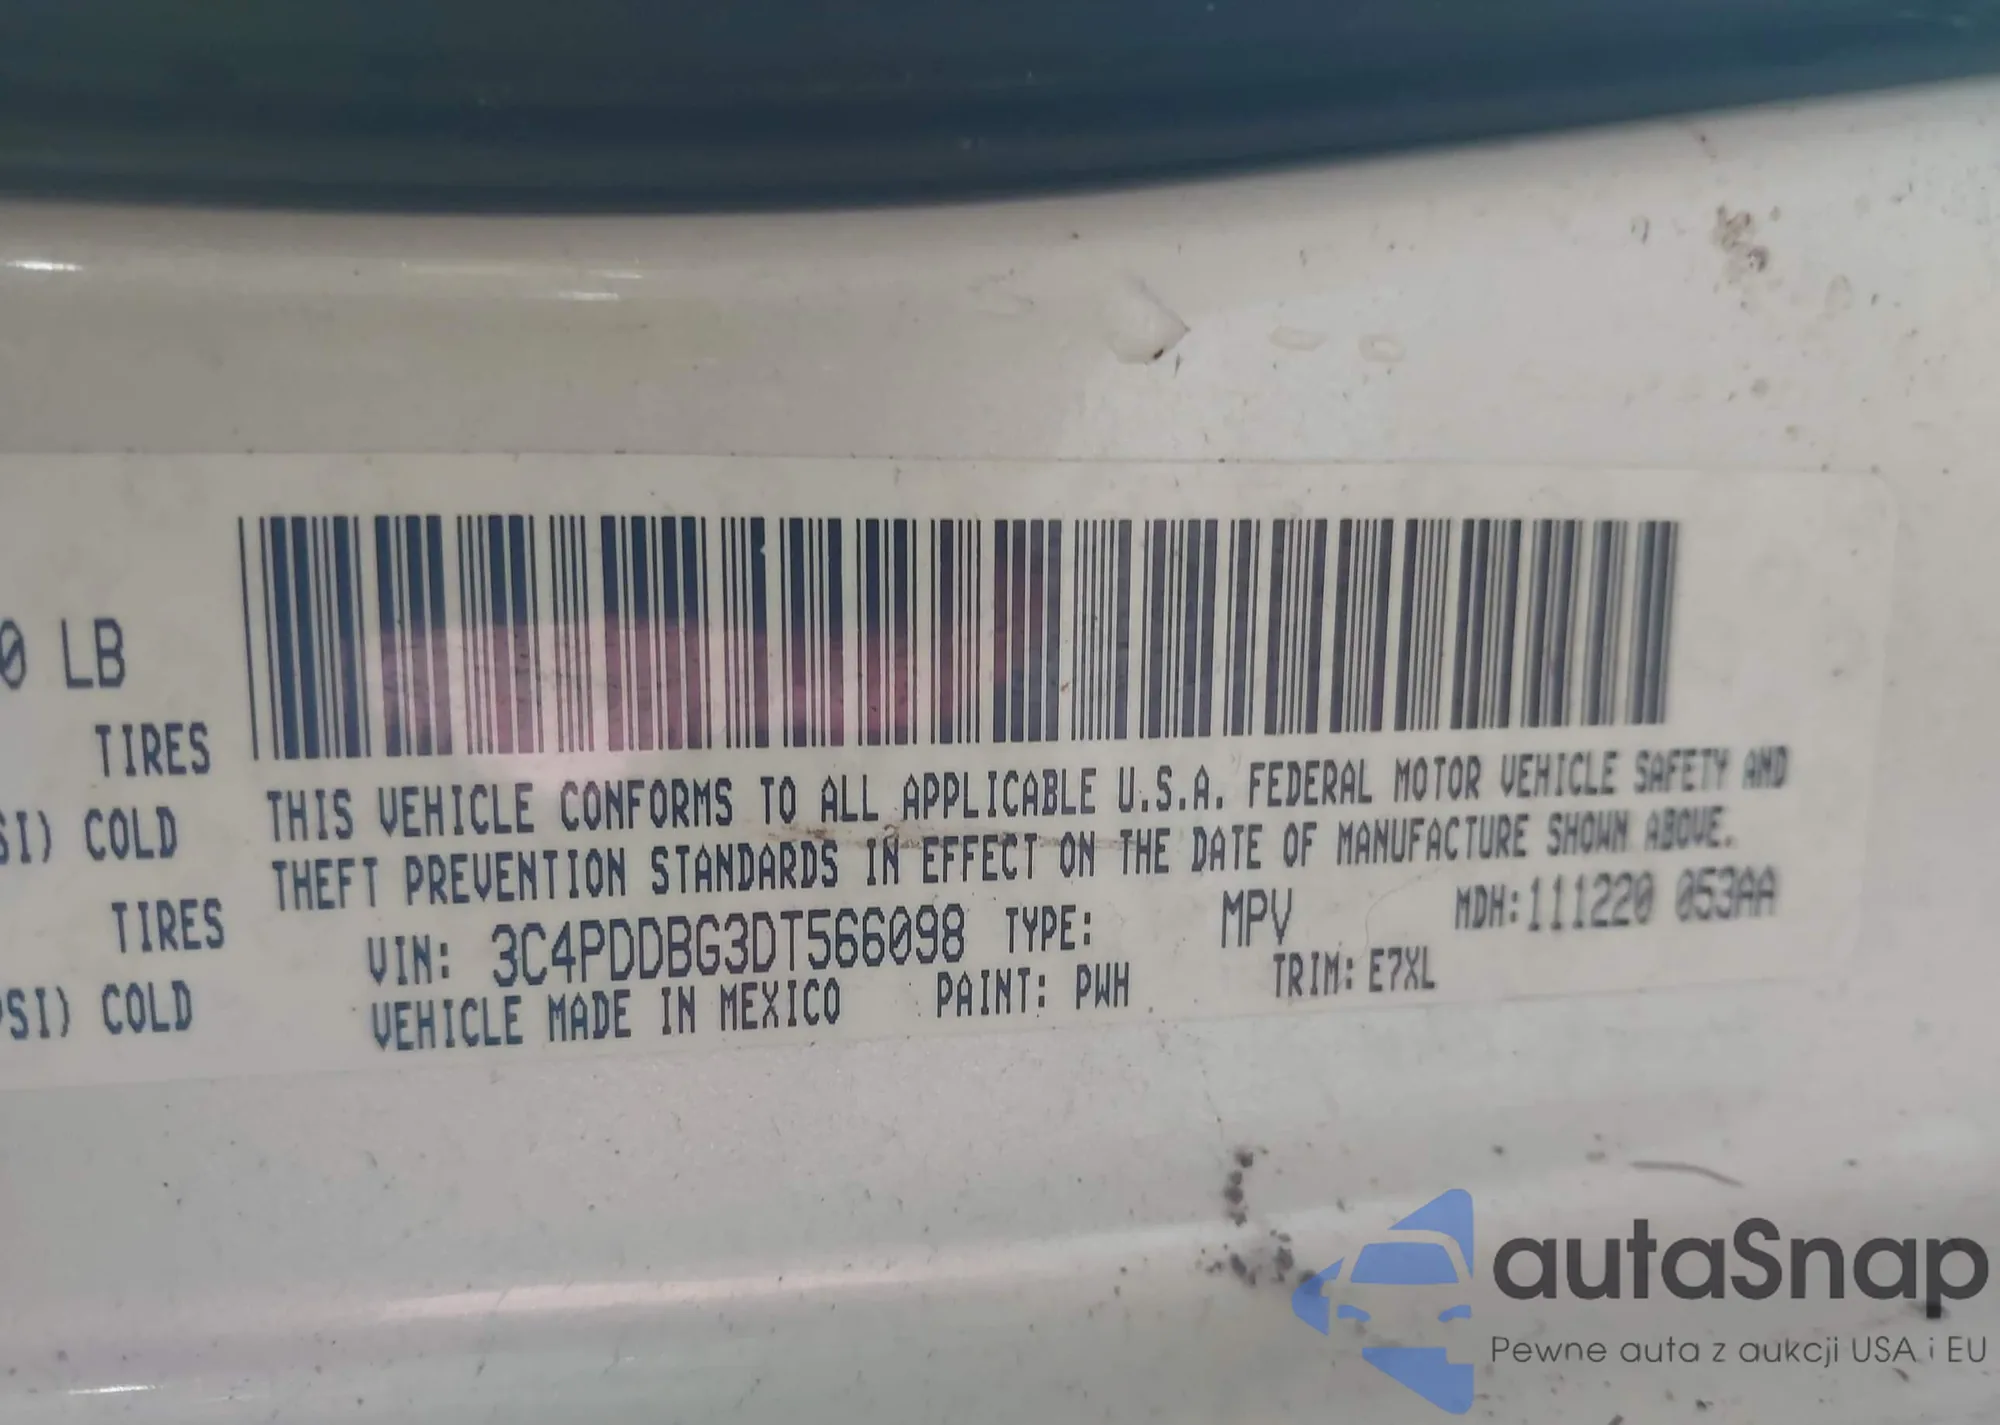 0 LB
TIRES
SI) COLD
TIRES
PSI) COLD
THIS VEHICLE CONFORMS TO ALL APPLICABLE U.S.A. FEDERAL MOTOR VEHICLE SAFETY AND
THEFT PREVENTION STANDARDS IN EFFECT ON THE DATE OF MANUFACTURE SHOWN ABOVE.
VIN: 3C4PDDBG3DT566098 TYPE: MPV MDH:111220 053AA
VEHICLE MADE IN MEXICO PAINT: PWH TRIM: E7XL
autaSnap
Pewne auta z aukcji USA i EU